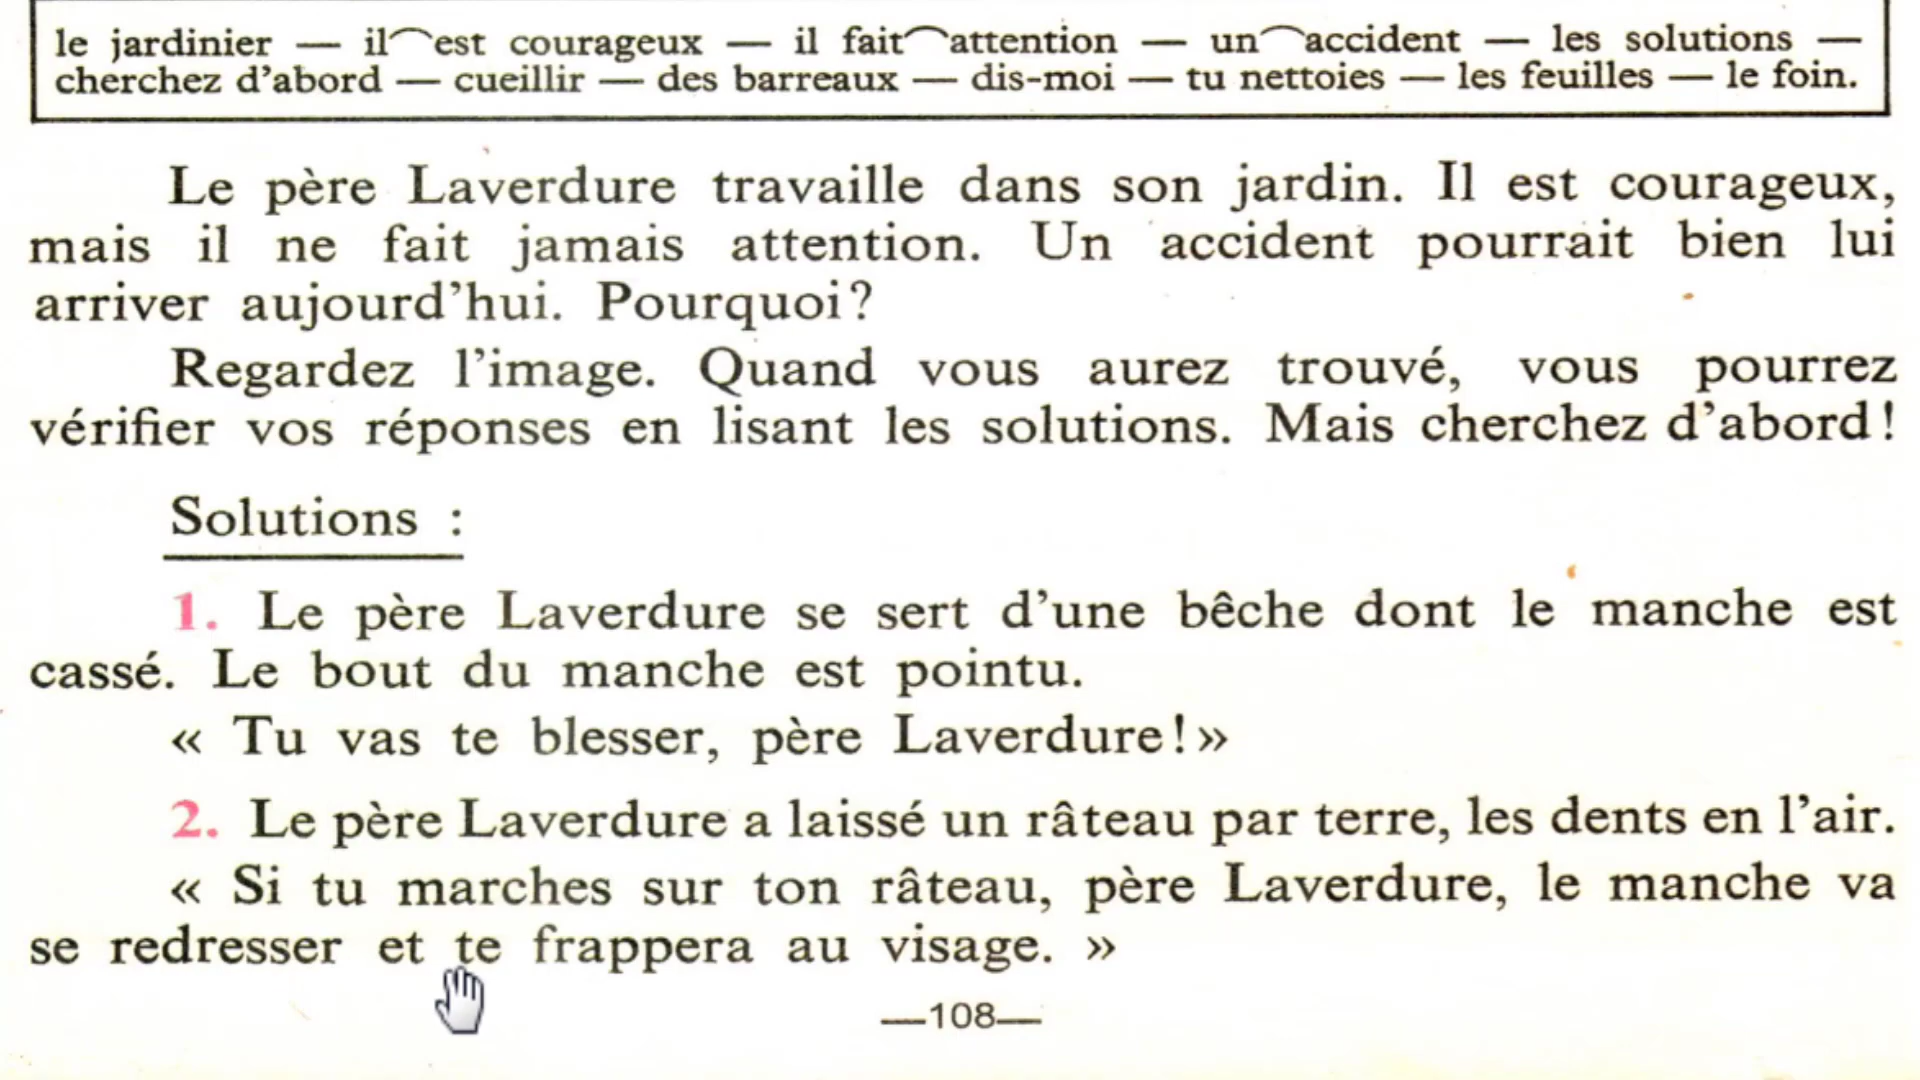 le jardinier — il‿est courageux — il fait‿attention — un‿accident — les solutions —
cherchez d'abord — cueillir — des barreaux — dis-moi — tu nettoies — les feuilles — le foin.
Le père Laverdure travaille dans son jardin. Il est courageux,
mais il ne fait jamais attention. Un accident pourrait bien lui
arriver aujourd'hui. Pourquoi?
Regardez l'image. Quand vous aurez trouvé, vous pourrez
vérifier vos réponses en lisant les solutions. Mais cherchez d'abord!
Solutions :
1. Le père Laverdure se sert d'une bêche dont le manche est
cassé. Le bout du manche est pointu.
« Tu vas te blesser, père Laverdure!»
2. Le père Laverdure a laissé un râteau par terre, les dents en l'air.
« Si tu marches sur ton râteau, père Laverdure, le manche va
se redresser et te frappera au visage. »
—108—